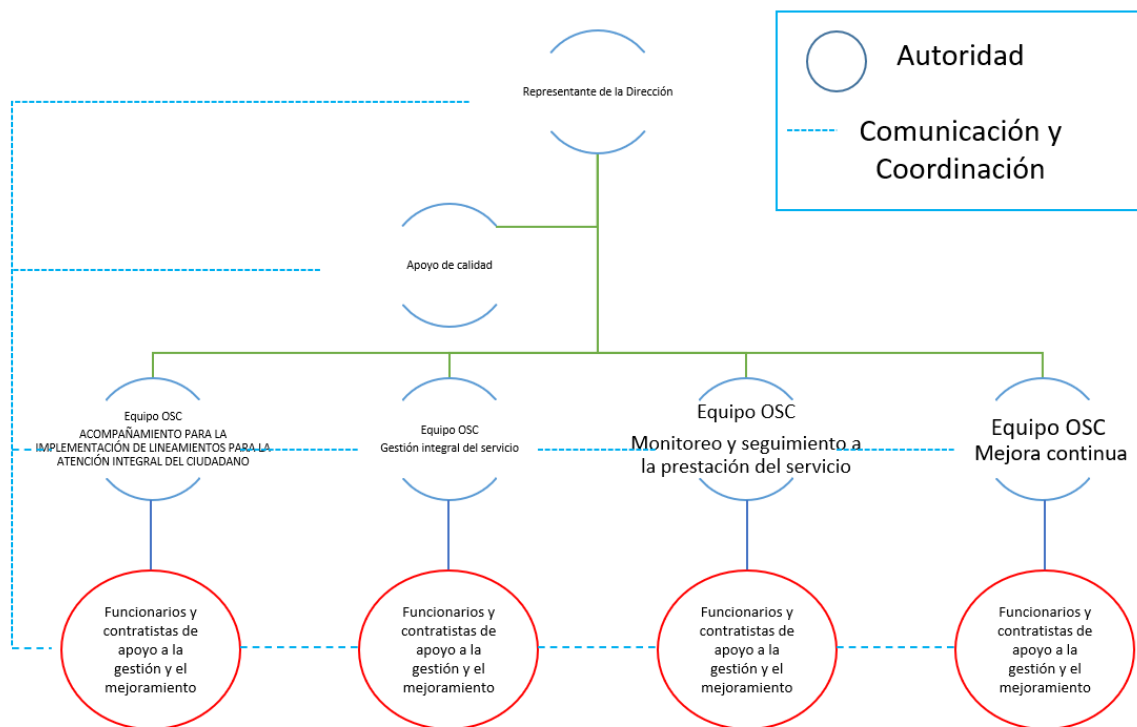 Autoridad
Comunicación y
Coordinación
Representante de la Dirección
Apoyo de calidad
Equipo OSC
ACOMPAÑAMIENTO PARA LA
IMPLEMENTACIÓN DE LINEAMIENTOS PARA LA
ATENCIÓN INTEGRAL DEL CIUDADANO
Equipo OSC
Gestión integral del servicio
Equipo OSC
Monitoreo y seguimiento a
la prestación del servicio
Equipo OSC
Mejora continua
Funcionarios y
contratistas de
apoyo a la
gestión y el
mejoramiento
Funcionarios y
contratistas de
apoyo a la
gestión y el
mejoramiento
Funcionarios y
contratistas de
apoyo a la
gestión y el
mejoramiento
Funcionarios y
contratistas de
apoyo a la
gestión y el
mejoramiento